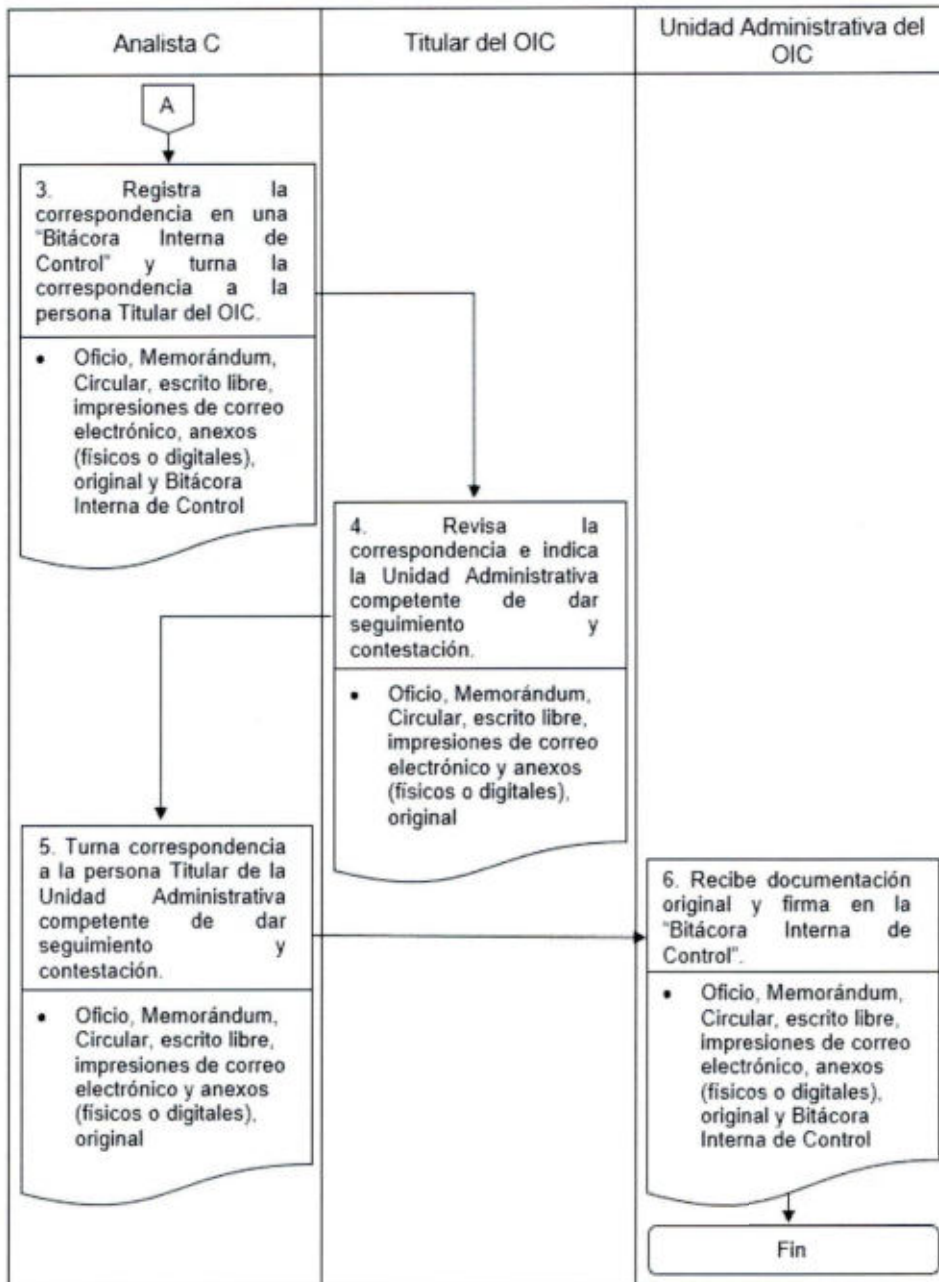 Analista C
Titular del OIC
Unidad Administrativa del
OIC
A
3. Registra la
correspondencia en una
"Bitácora Interna de
Control" y turna la
correspondencia a la
persona Titular del OIC.
• Oficio, Memorándum,
Circular, escrito libre,
impresiones de correo
electrónico, anexos
(físicos o digitales),
original y Bitácora
Interna de Control
4. Revisa la
correspondencia e indica
la Unidad Administrativa
competente de dar
seguimiento y
contestación.
• Oficio, Memorándum,
Circular, escrito libre,
impresiones de correo
electrónico y anexos
(físicos o digitales),
original
5. Turna correspondencia
a la persona Titular de la
Unidad Administrativa
competente de dar
seguimiento y
contestación.
• Oficio, Memorándum,
Circular, escrito libre,
impresiones de correo
electrónico y anexos
(físicos o digitales),
original
6. Recibe documentación
original y firma en la
"Bitácora Interna de
Control".
• Oficio, Memorándum,
Circular, escrito libre,
impresiones de correo
electrónico, anexos
(físicos o digitales),
original y Bitácora
Interna de Control
Fin